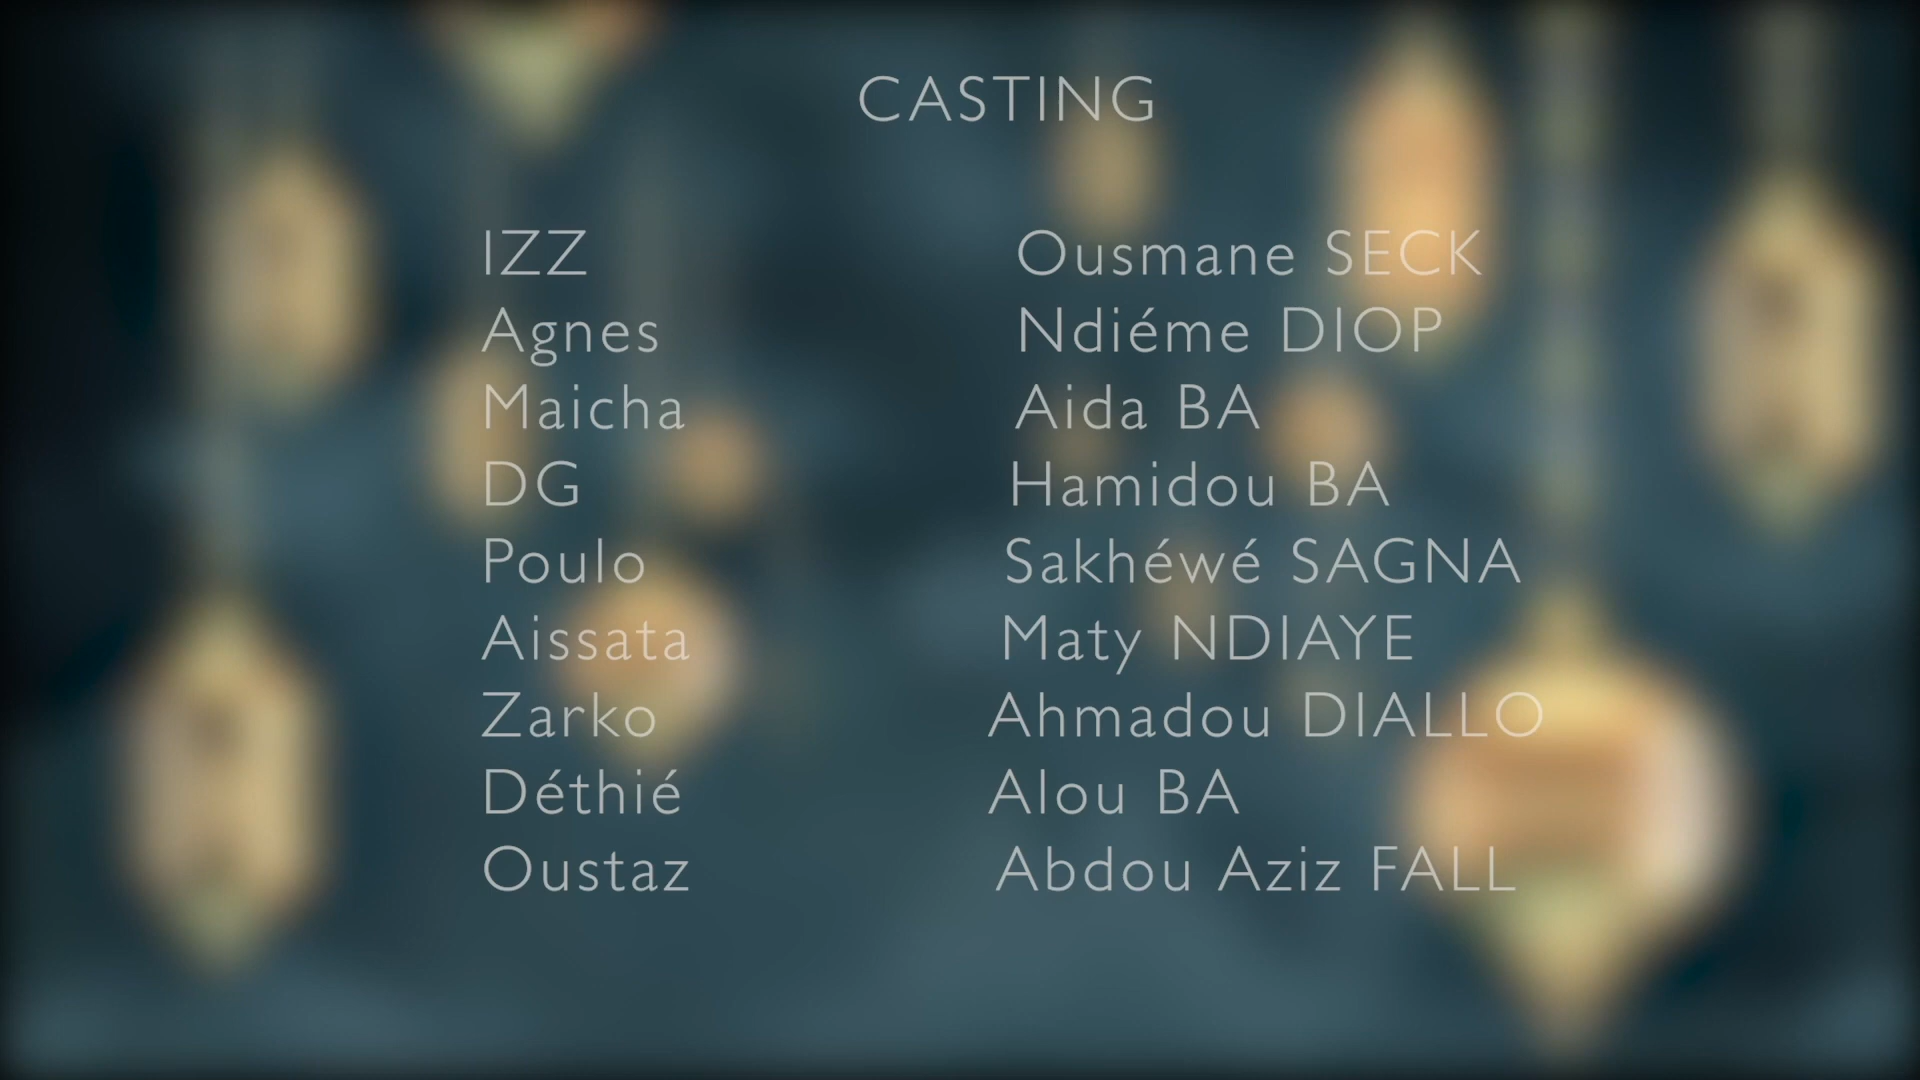 CASTING
IZZ Ousmane SECK
Agnes Ndiéme DIOP
Maicha Aida BA
DG Hamidou BA
Poulo Sakhéwé SAGNA
Aissata Maty NDIAYE
Zarko Ahmadou DIALLO
Déthié Alou BA
Oustaz Abdou Aziz FALL